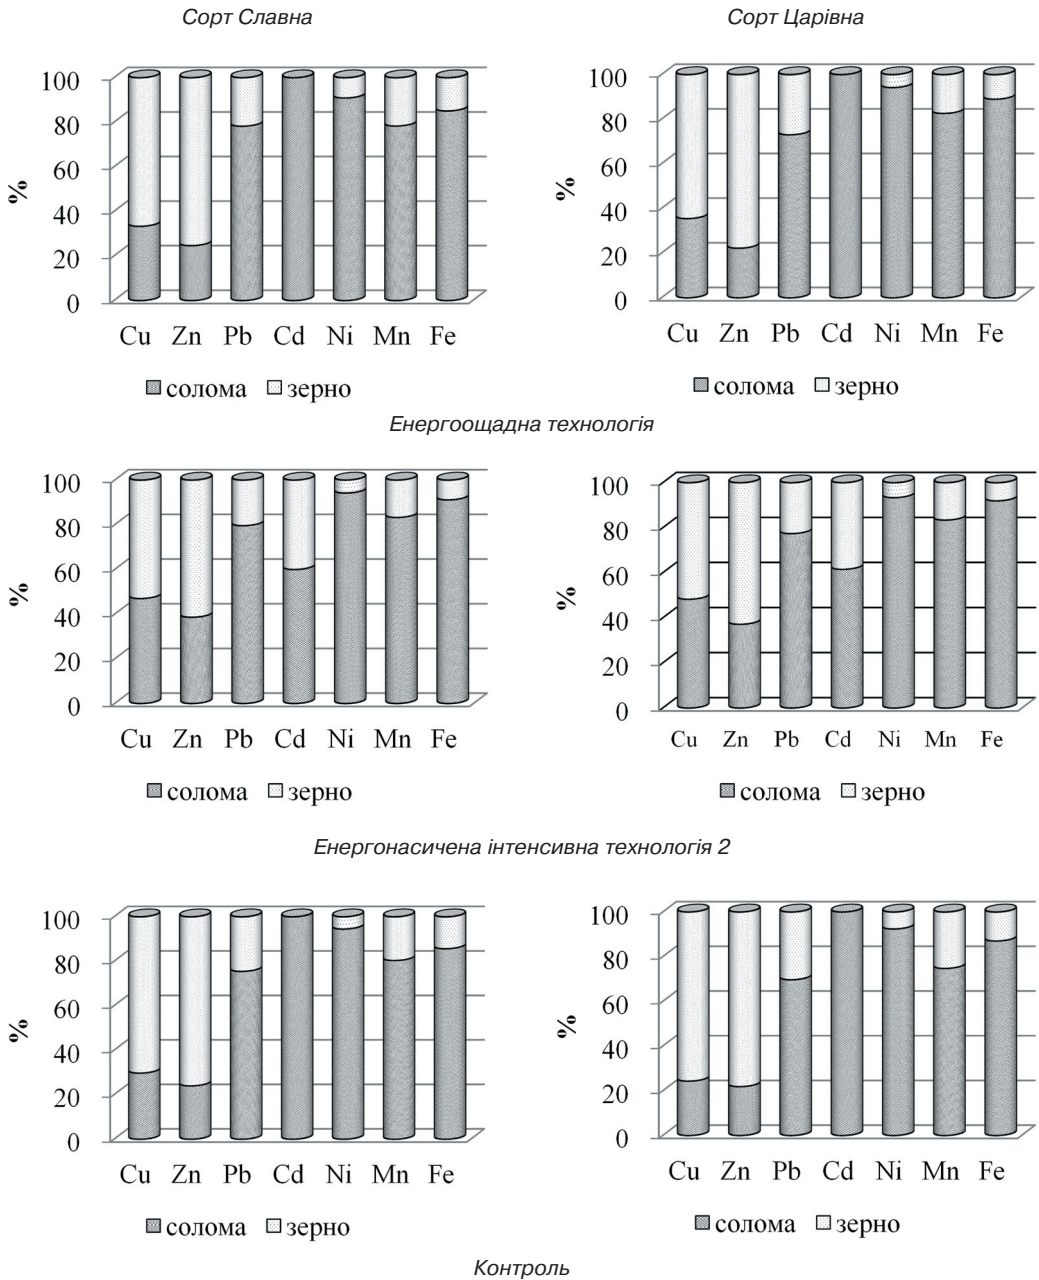 Сорт Славна
Сорт Царівна
100
80
60
40
20
0
%
Cu Zn Pb Cd Ni Mn Fe
солома зерно
100
80
60
40
20
0
%
Cu Zn Pb Cd Ni Mn Fe
солома зерно
Енергоощадна технологія
100
80
60
40
20
0
%
Cu Zn Pb Cd Ni Mn Fe
солома зерно
100
80
60
40
20
0
%
Cu Zn Pb Cd Ni Mn Fe
солома зерно
Енергонасичена інтенсивна технологія 2
100
80
60
40
20
0
%
Cu Zn Pb Cd Ni Mn Fe
солома зерно
100
80
60
40
20
0
%
Cu Zn Pb Cd Ni Mn Fe
солома зерно
Контроль